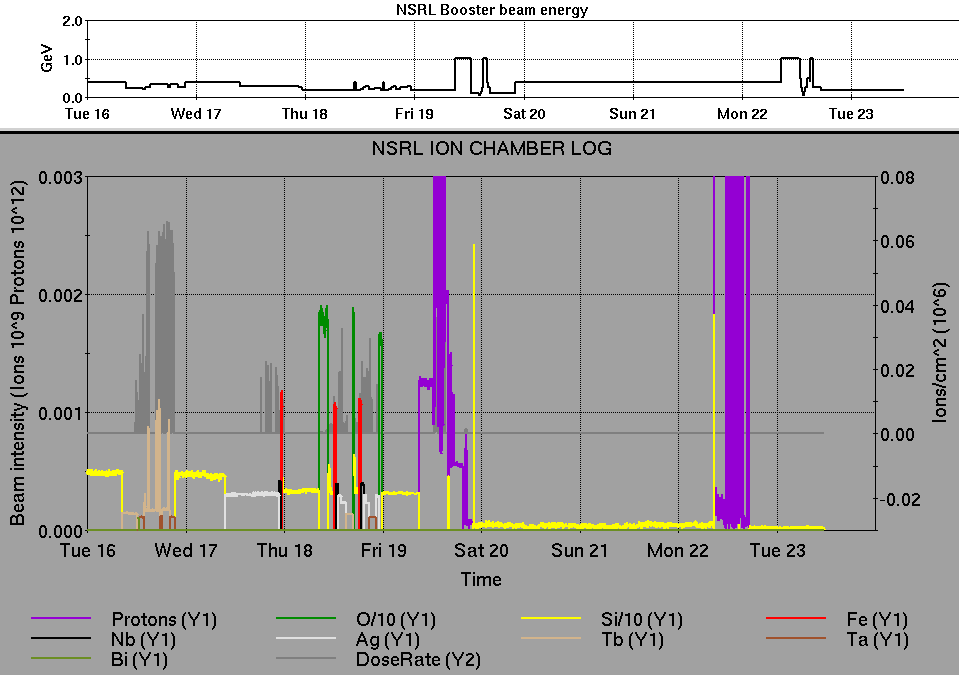 NSRL Booster beam energy
2.0
1.0
0.0
GeV
Tue 16 Wed 17 Thu 18 Fri 19 Sat 20 Sun 21 Mon 22 Tue 23
NSRL ION CHAMBER LOG
0.003
0.002
0.001
0.000
Beam intensity (Ions 10^9 Protons 10^12)
0.08
0.06
0.04
0.02
0.00
-0.02
Ions/cm^2 (10^6)
Tue 16 Wed 17 Thu 18 Fri 19 Sat 20 Sun 21 Mon 22 Tue 23
Time
Protons (Y1) O/10 (Y1) Si/10 (Y1) Fe (Y1)
Nb (Y1) Ag (Y1) Tb (Y1) Ta (Y1)
Bi (Y1) DoseRate (Y2)